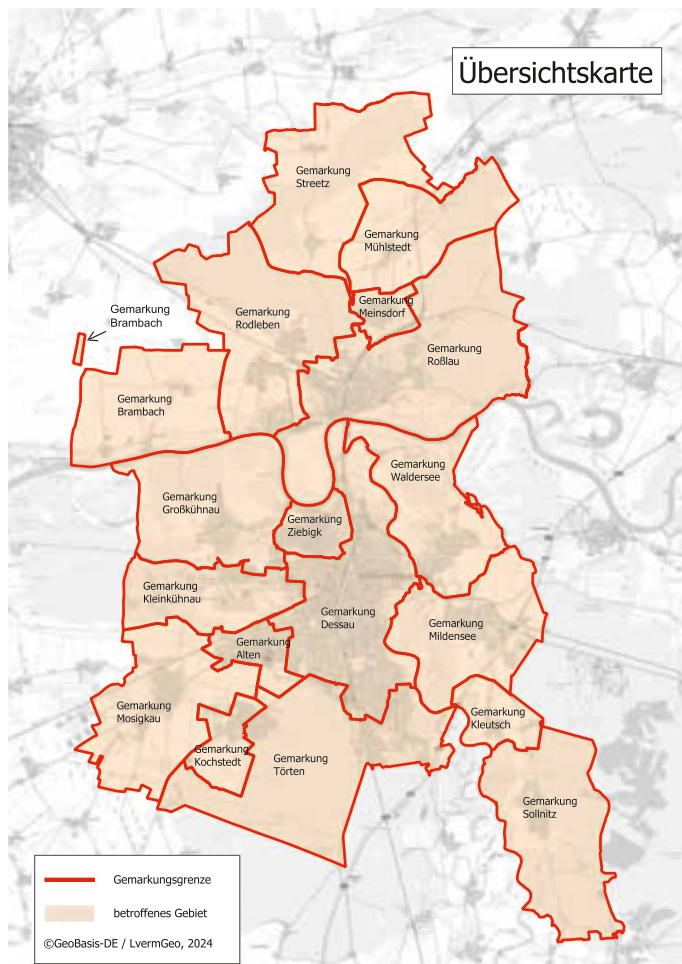 Übersichtskarte
Gemarkung
Streetz
Gemarkung
Mühlstedt
Gemarkung
Meinsdorf
Gemarkung
Brambach
Gemarkung
Rodleben
Gemarkung
Roßlau
Gemarkung
Brambach
Gemarkung
Waldersee
Gemarkung
Großkühnau
Gemarkung
Ziebigk
Gemarkung
Kleinkühnau
Gemarkung
Dessau
Gemarkung
Mildensee
Gemarkung
Alten
Gemarkung
Mosigkau
Gemarkung
Kleutsch
Gemarkung
Kochstedt
Gemarkung
Törten
Gemarkung
Sollnitz
Gemarkungsgrenze
betroffenes Gebiet
©GeoBasis-DE / LvermGeo, 2024